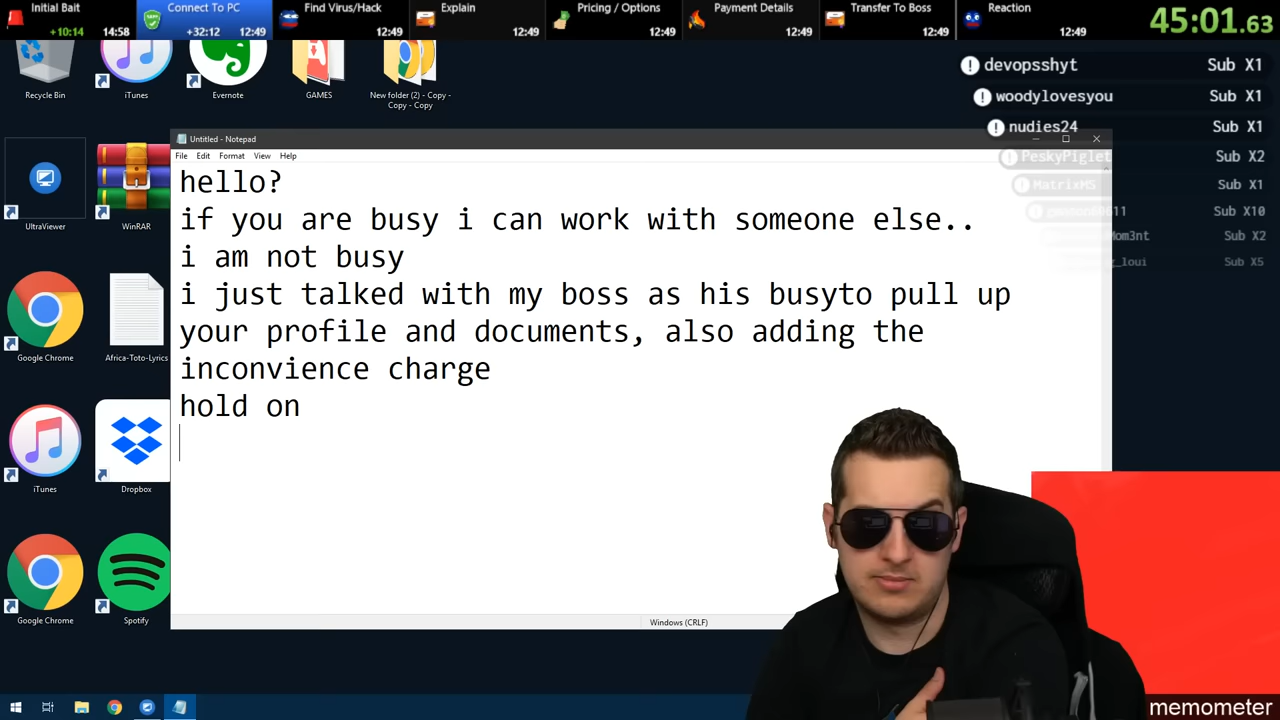 Initial Bait
+10:14 14:58
Connect To PC
+32:12 12:49
Find Virus/Hack
12:49
Explain
12:49
Pricing / Options
12:49
Payment Details
12:49
Transfer To Boss
12:49
Reaction
12:49
45:01.63
devopsshyt Sub X1
woodylovesyou Sub X1
nudies24 Sub X1
PeskyPiglet Sub X2
MatrixMS Sub X1
Sub X10
Sub X2
Sub X5
Recycle Bin
iTunes
Evernote
GAMES
New folder (2) - Copy -
Copy - Copy
UltraViewer
WinRAR
Google Chrome
Africa-Toto-Lyrics
iTunes
Dropbox
Google Chrome
Spotify
Untitled - Notepad
File Edit Format View Help
hello?
if you are busy i can work with someone else..
i am not busy
i just talked with my boss as his busyto pull up
your profile and documents, also adding the
inconvience charge
hold on
Windows (CRLF)
memometer